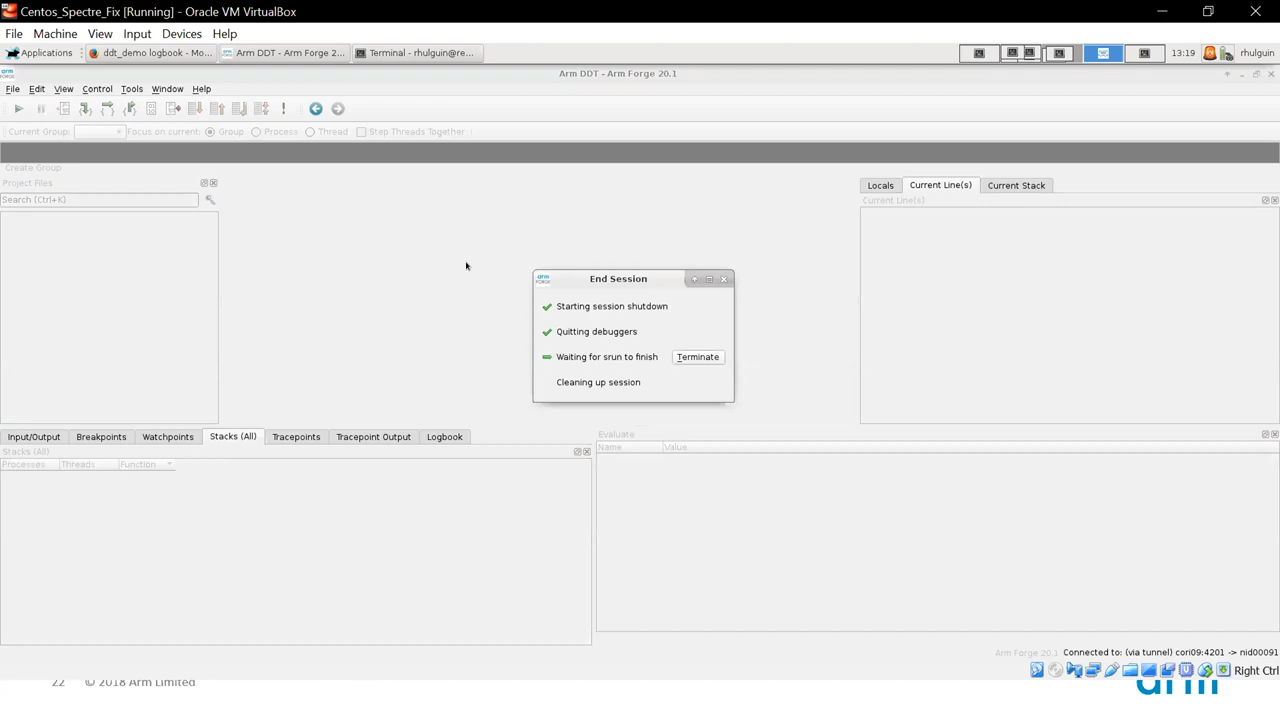 Centos_Spectre_Fix [Running] - Oracle VM VirtualBox
File Machine View Input Devices Help
Applications ddt_demo logbook - Mo... Arm DDT - Arm Forge 2... Terminal - rhulguin@re... 13:19 rhulguin
arm FORGE Arm DDT - Arm Forge 20.1
File Edit View Control Tools Window Help
Current Group: Focus on current: Group Process Thread Step Threads Together
Create Group
Project Files
Search (Ctrl+K)
Locals Current Line(s) Current Stack
Current Line(s)
arm FORGE End Session
Starting session shutdown
Quitting debuggers
Waiting for srun to finish Terminate
Cleaning up session
Input/Output Breakpoints Watchpoints Stacks (All) Tracepoints Tracepoint Output Logbook
Stacks (All)
Processes Threads Function
Evaluate
Name Value
Arm Forge 20.1 Connected to: (via tunnel) cori09:4201 -> nid00091
Right Ctrl
22 © 2018 Arm Limited
arm